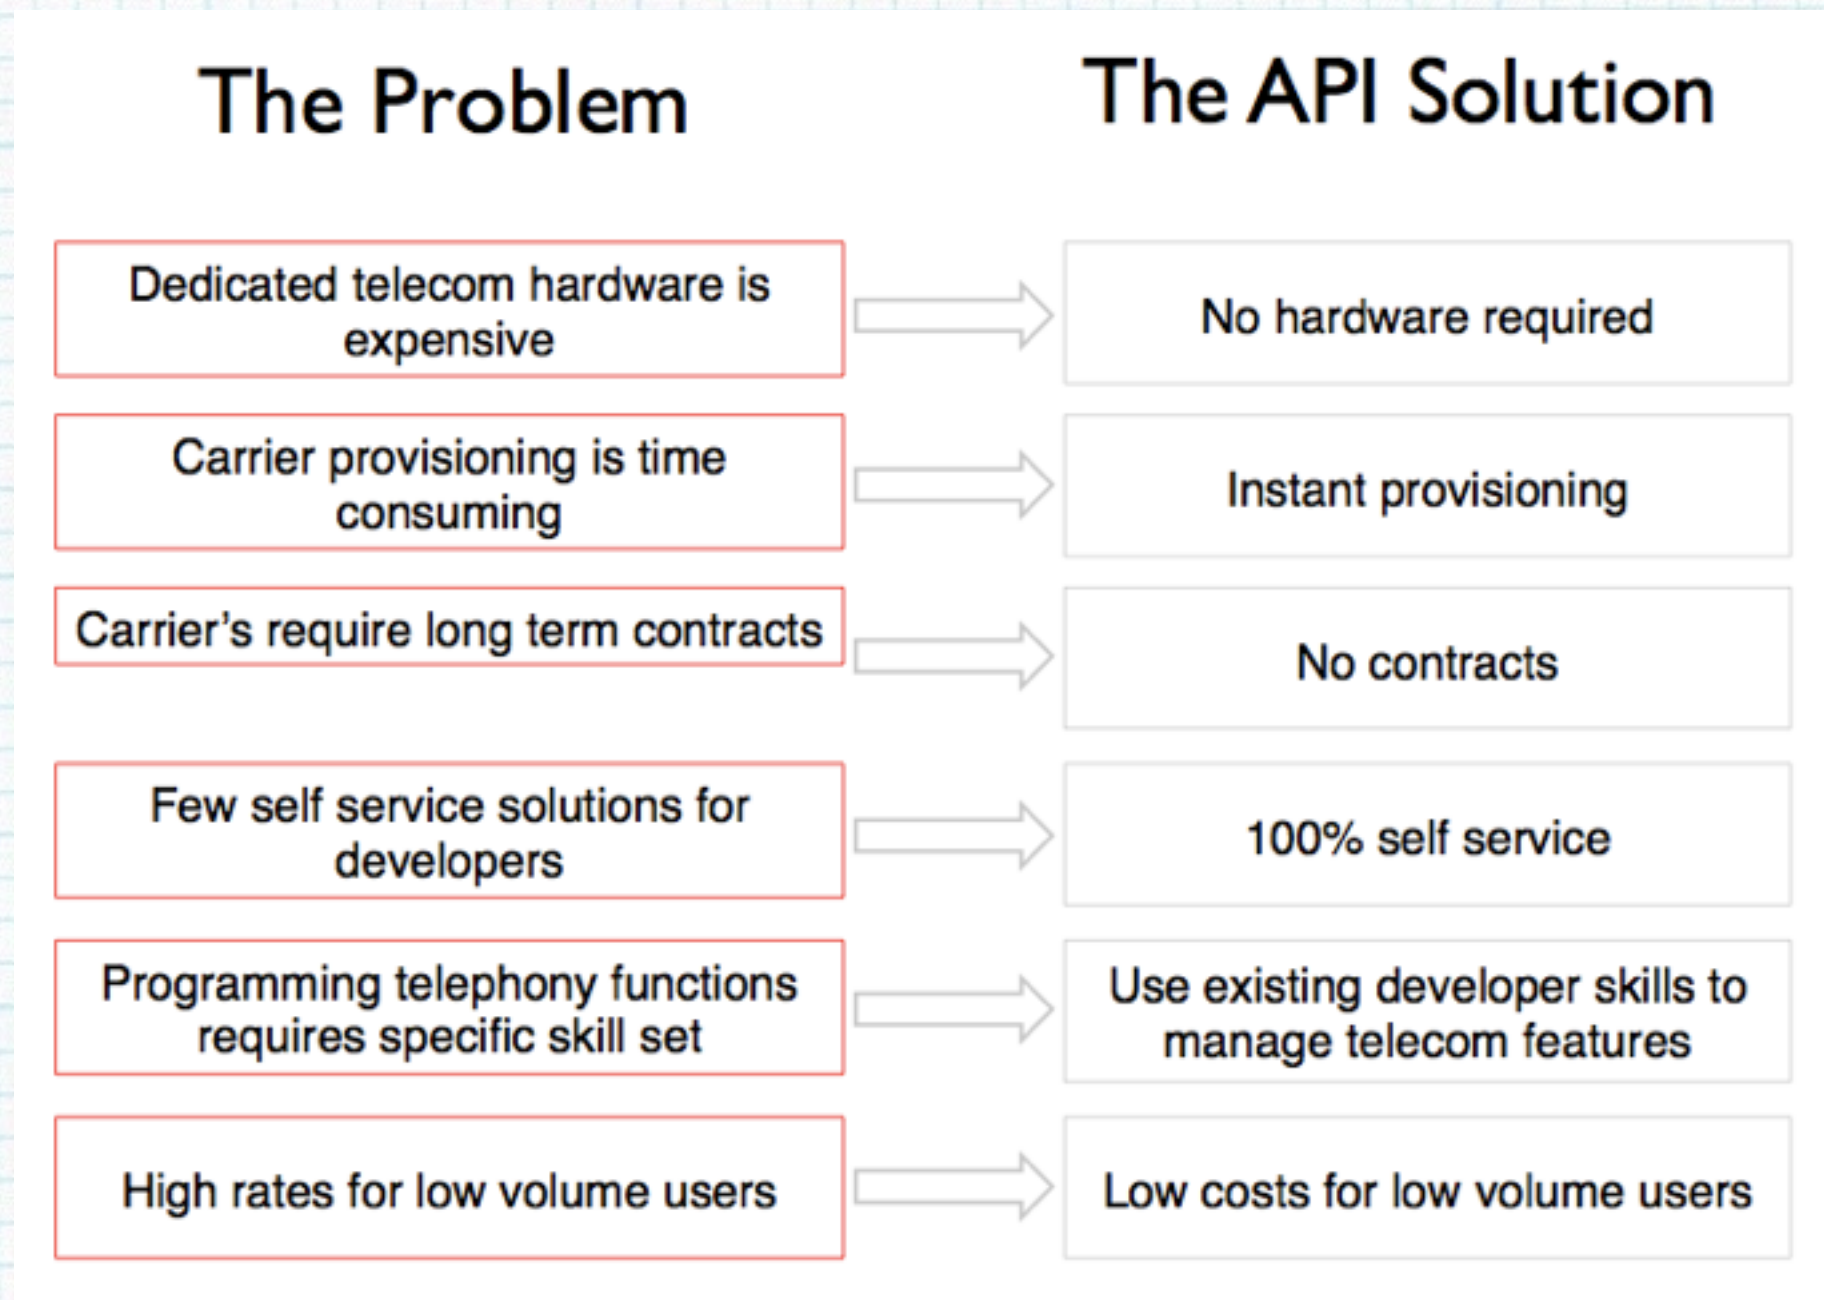 The Problem
The API Solution
Dedicated telecom hardware is
expensive
No hardware required
Carrier provisioning is time
consuming
Instant provisioning
Carrier’s require long term contracts
No contracts
Few self service solutions for
developers
100% self service
Programming telephony functions
requires specific skill set
Use existing developer skills to
manage telecom features
High rates for low volume users
Low costs for low volume users